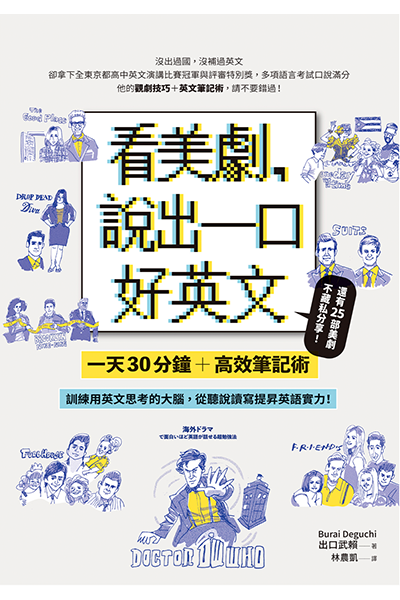 沒出過國，沒補過英文
卻拿下全東京都高中英文演講比賽冠軍與評審特別獎，多項語言考試口說滿分
他的觀劇技巧＋英文筆記術，請不要錯過！
The Good Place
DROP DEAD Diva
SUITS
看美劇，
說出一口
好英文
還有25部美劇
不藏私分享！
一天30分鐘＋高效筆記術
訓練用英文思考的大腦，從聽說讀寫提昇英語實力！
海外ドラマ
で面白いほど英語が話せる超勉強法
Full House
F.R.I.E.N.D.S
DOCTOR WHO
Burai Deguchi
出口武賴──著
林農凱──譯